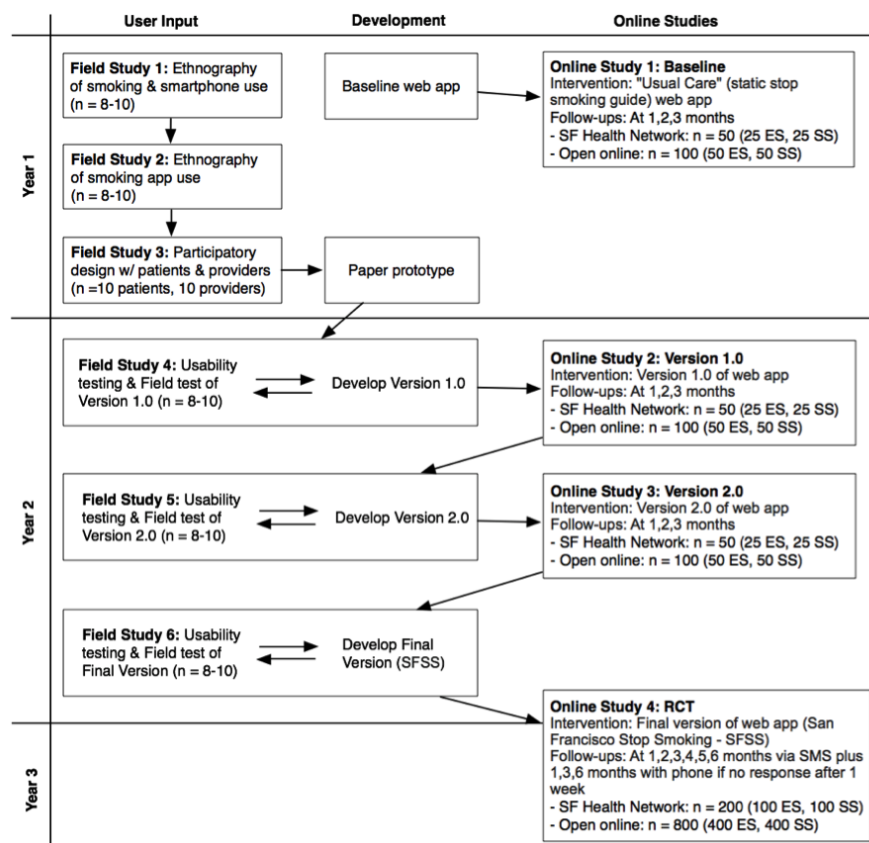 User Input
Development
Online Studies
Year 1
Field Study 1: Ethnography
of smoking & smartphone use
(n = 8-10)
Baseline web app
Online Study 1: Baseline
Intervention: "Usual Care" (static stop
smoking guide) web app
Follow-ups: At 1,2,3 months
- SF Health Network: n = 50 (25 ES, 25 SS)
- Open online: n = 100 (50 ES, 50 SS)
Field Study 2: Ethnography
of smoking app use
(n = 8-10)
Field Study 3: Participatory
design w/ patients & providers
(n =10 patients, 10 providers)
Paper prototype
Year 2
Field Study 4: Usability
testing & Field test of
Version 1.0 (n = 8-10)
Develop Version 1.0
Online Study 2: Version 1.0
Intervention: Version 1.0 of web app
Follow-ups: At 1,2,3 months
- SF Health Network: n = 50 (25 ES, 25 SS)
- Open online: n = 100 (50 ES, 50 SS)
Field Study 5: Usability
testing & Field test of
Version 2.0 (n = 8-10)
Develop Version 2.0
Online Study 3: Version 2.0
Intervention: Version 2.0 of web app
Follow-ups: At 1,2,3 months
- SF Health Network: n = 50 (25 ES, 25 SS)
- Open online: n = 100 (50 ES, 50 SS)
Field Study 6: Usability
testing & Field test of
Final Version (n = 8-10)
Develop Final
Version (SFSS)
Year 3
Online Study 4: RCT
Intervention: Final version of web app (San
Francisco Stop Smoking - SFSS)
Follow-ups: At 1,2,3,4,5,6 months via SMS plus
1,3,6 months with phone if no response after 1
week
- SF Health Network: n = 200 (100 ES, 100 SS)
- Open online: n = 800 (400 ES, 400 SS)